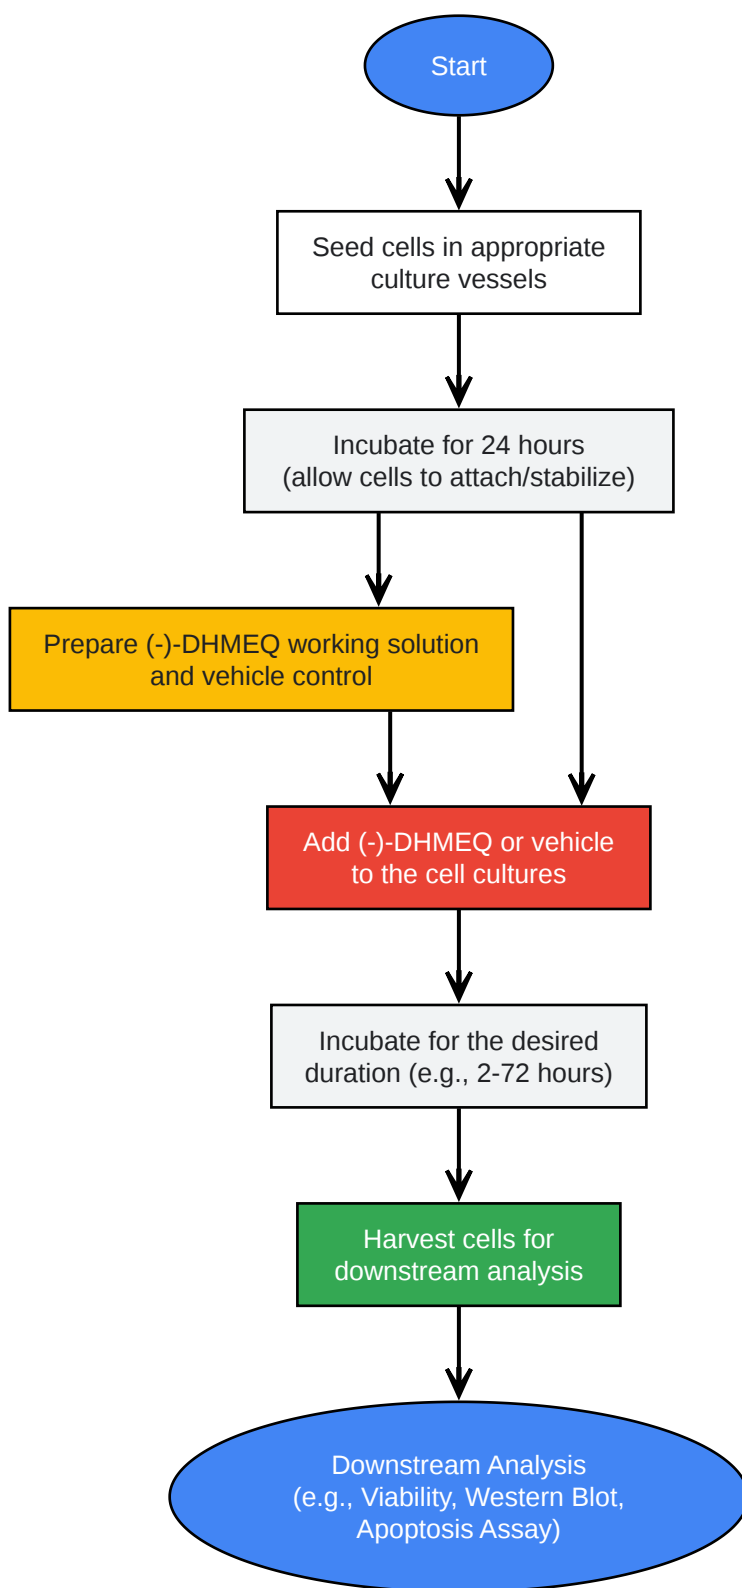 Start
Seed cells in appropriate
culture vessels
Incubate for 24 hours
(allow cells to attach/stabilize)
Prepare (-)-DHMEQ working solution
and vehicle control
Add (-)-DHMEQ or vehicle
to the cell cultures
Incubate for the desired
duration (e.g., 2-72 hours)
Harvest cells for
downstream analysis
Downstream Analysis
(e.g., Viability, Western Blot,
Apoptosis Assay)